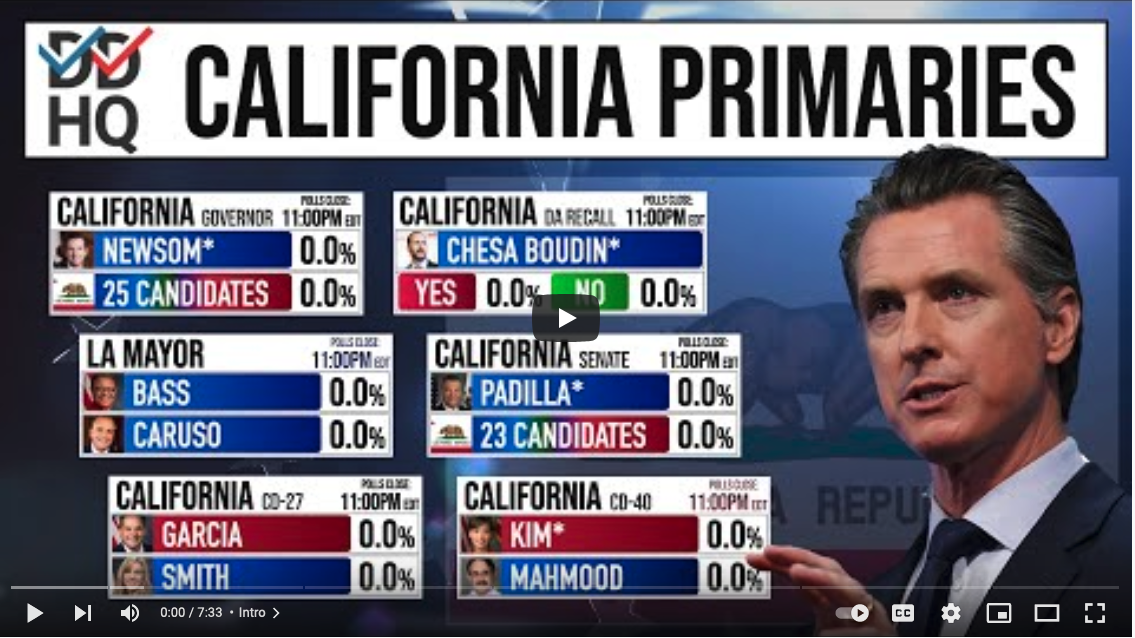 DD
HQ
CALIFORNIA PRIMARIES
CALIFORNIA GOVERNOR POLLS CLOSE: 11:00PM EDT
NEWSOM* 0.0%
25 CANDIDATES 0.0%
CALIFORNIA DA RECALL POLLS CLOSE: 11:00PM EDT
CHESA BOUDIN*
YES 0.0% NO 0.0%
LA MAYOR POLLS CLOSE: 11:00PM EDT
BASS 0.0%
CARUSO 0.0%
CALIFORNIA SENATE POLLS CLOSE: 11:00PM EDT
PADILLA* 0.0%
23 CANDIDATES 0.0%
CALIFORNIA CD-27 POLLS CLOSE: 11:00PM EDT
GARCIA 0.0%
SMITH 0.0%
CALIFORNIA CD-40 POLLS CLOSE: 11:00PM EDT
KIM* 0.0%
MAHMOOD 0.0%
A REPU
0:00 / 7:33 • Intro >
CC